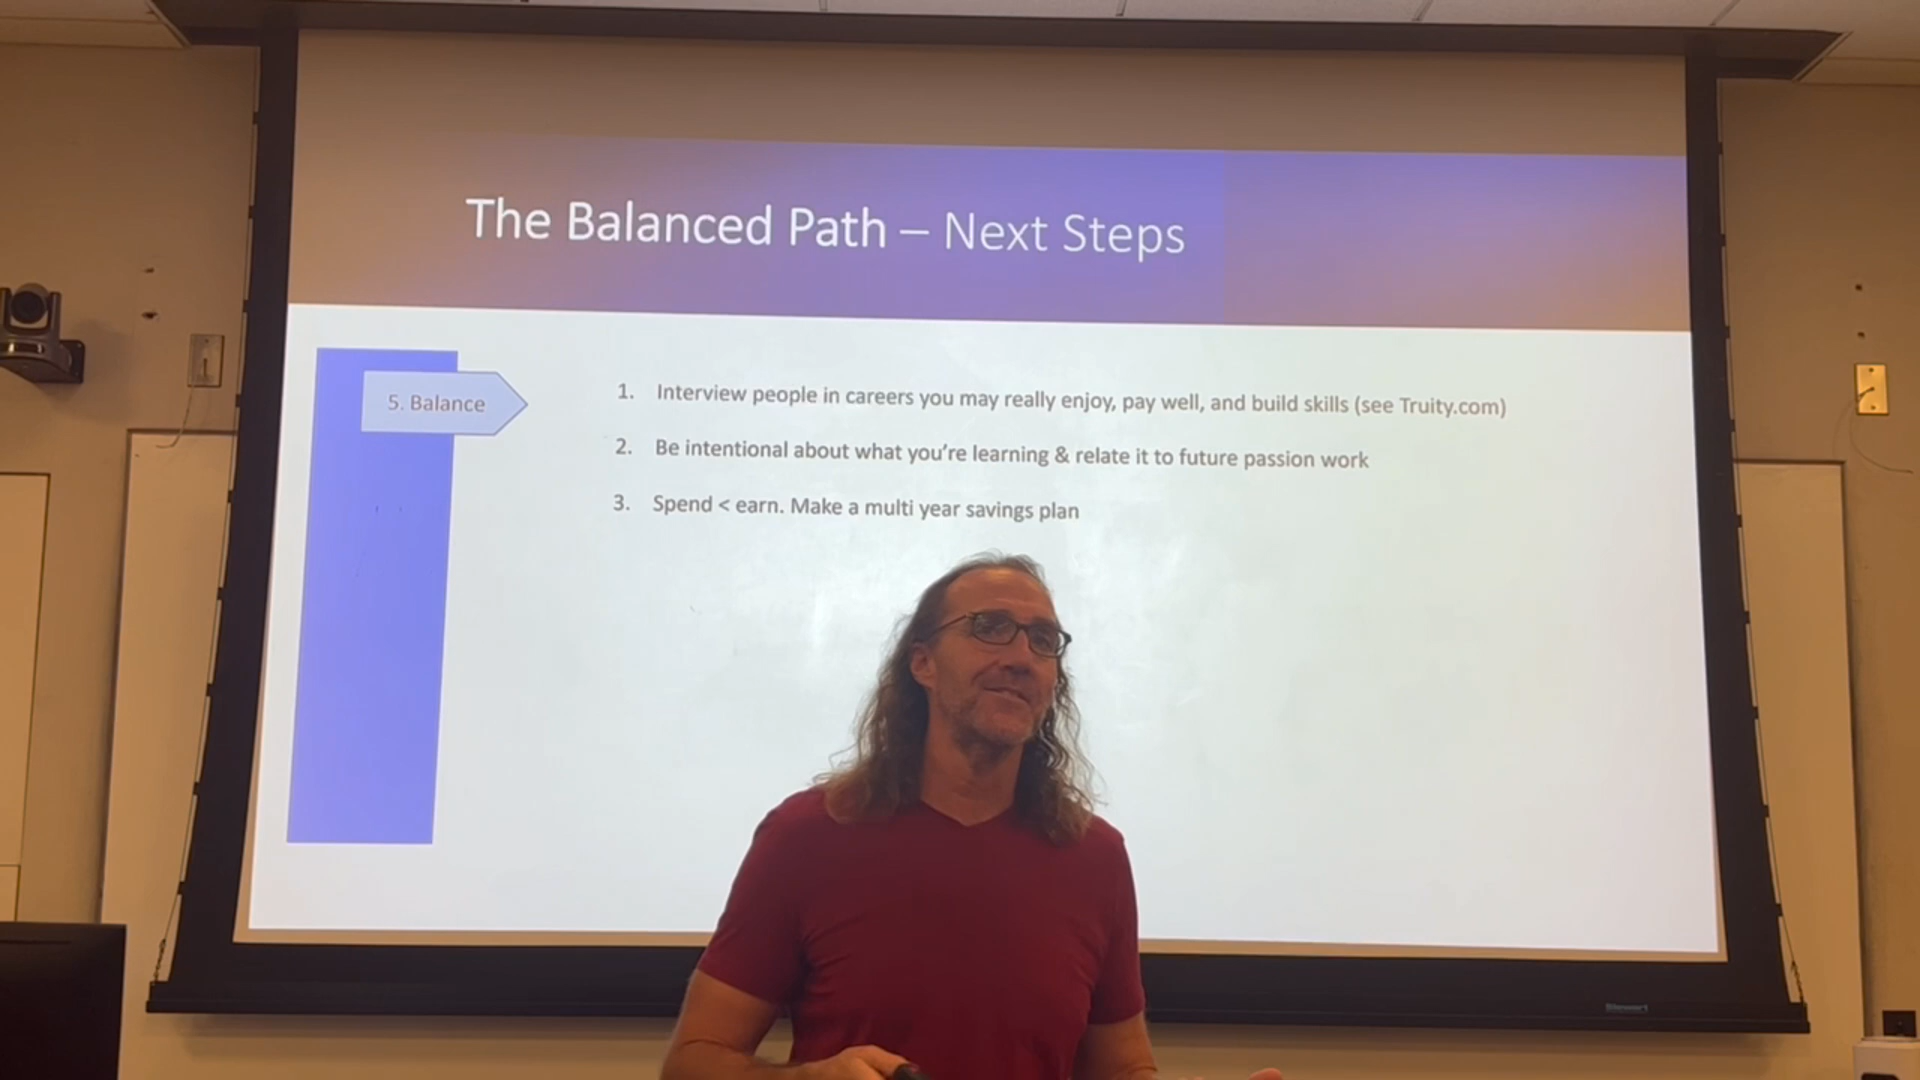 The Balanced Path – Next Steps
5. Balance
1. Interview people in careers you may really enjoy, pay well, and build skills (see Truity.com)
2. Be intentional about what you're learning & relate it to future passion work
3. Spend < earn. Make a multi year savings plan
Stewart